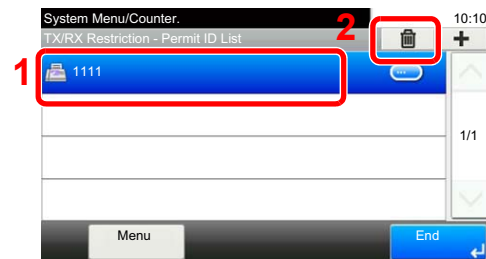 System Menu/Counter.
10:10
TX/RX Restriction - Permit ID List
2
1
1111
1/1
Menu
End